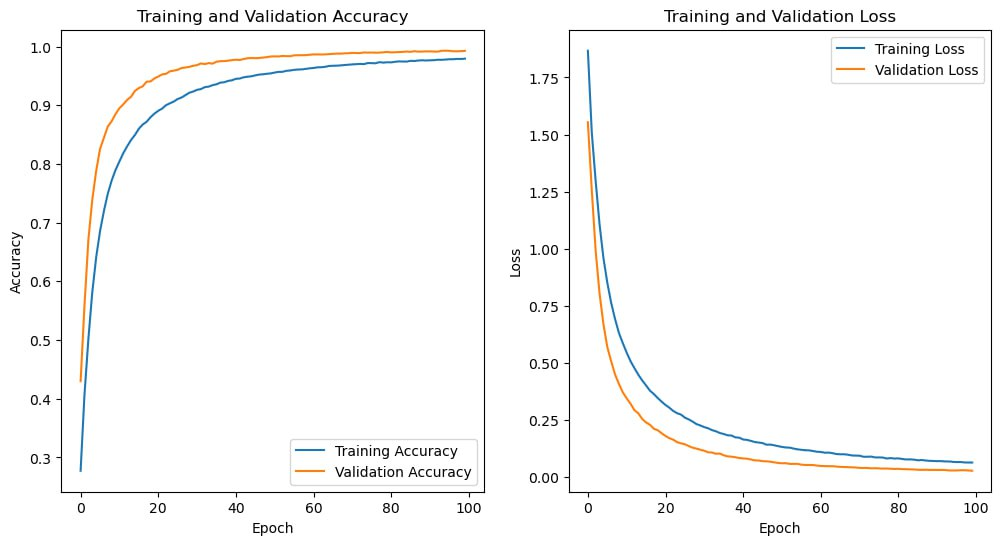 Training and Validation Accuracy
1.0
0.9
0.8
0.7
0.6
0.5
0.4
0.3
Accuracy
0 20 40 60 80 100
Epoch
Training Accuracy
Validation Accuracy
Training and Validation Loss
1.75
1.50
1.25
1.00
0.75
0.50
0.25
0.00
Loss
0 20 40 60 80 100
Epoch
Training Loss
Validation Loss